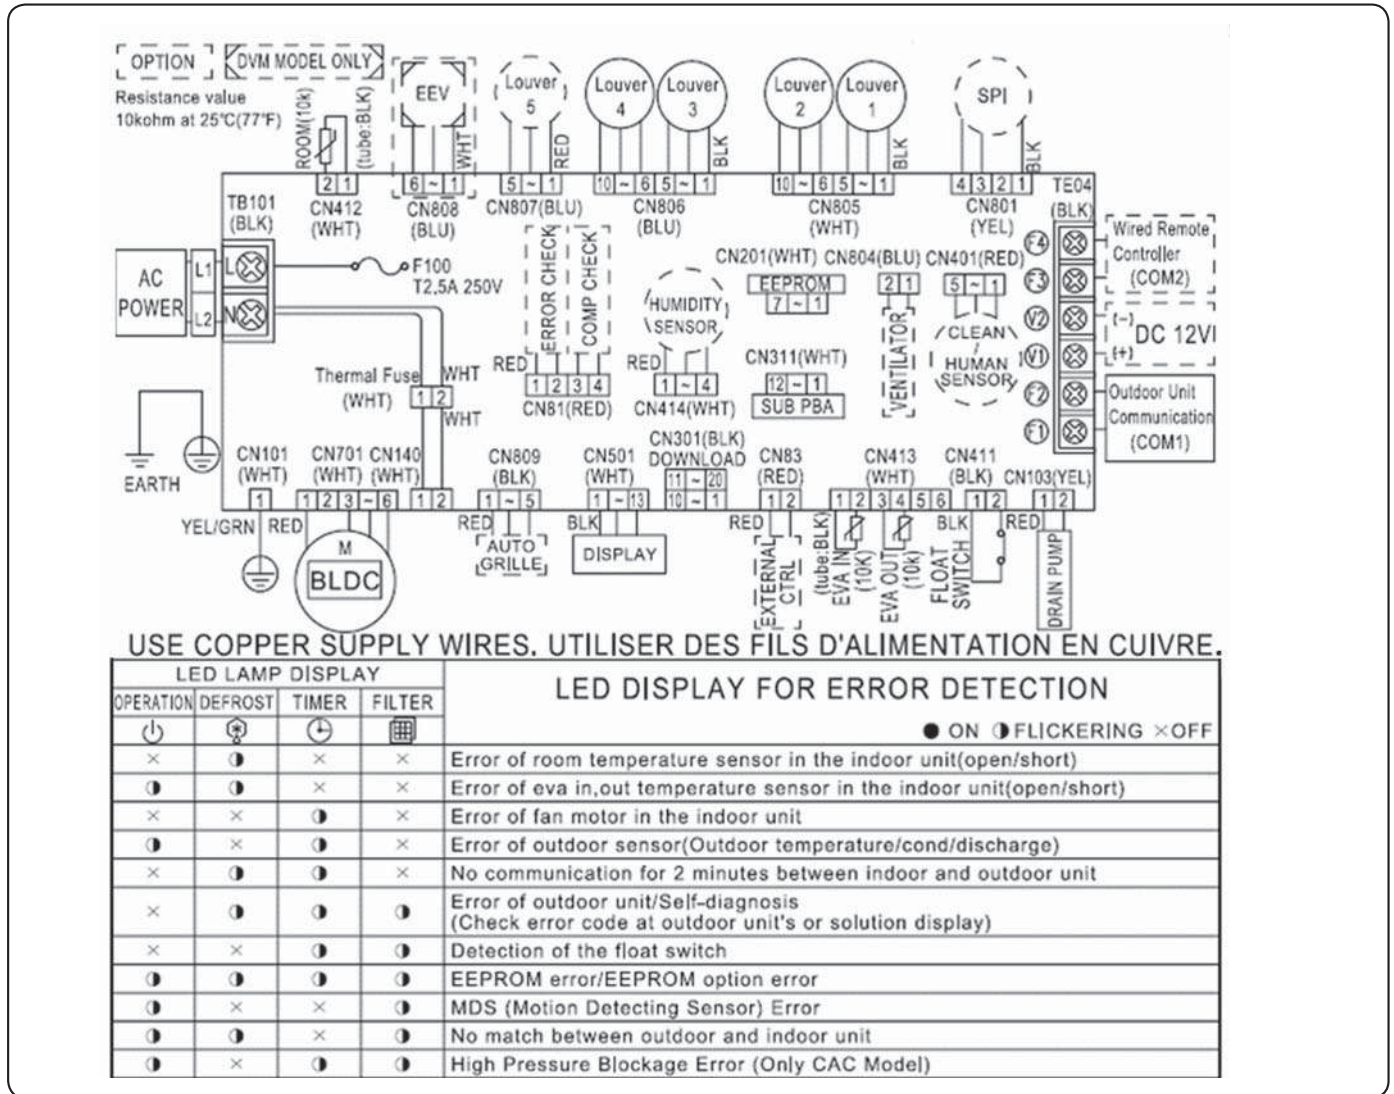 OPTION
DVM MODEL ONLY
Resistance value
10kohm at 25℃(77℉)
ROOM(10k)
(tube:BLK)
EEV
WHT
Louver
5
RED
Louver
4
Louver
3
BLK
Louver
2
Louver
1
BLK
SPI
BLK
2 1
6 ~ 1
5 ~ 1
10 ~ 6 5 ~ 1
10 ~ 6 5 ~ 1
4 3 2 1
TB101
(BLK)
CN412
(WHT)
CN808
(BLU)
CN807(BLU)
CN806
(BLU)
CN805
(WHT)
CN801
(YEL)
TE04
(BLK)
AC
POWER
L1
L2
L
N
F100
T2,5A 250V
ERROR CHECK
COMP CHECK
RED
1 2 3 4
CN81(RED)
HUMIDITY
SENSOR
RED
1 ~ 4
CN414(WHT)
CN201(WHT)
EEPROM
7 ~ 1
CN311(WHT)
12 ~ 1
SUB PBA
CN804(BLU)
2 1
VENTILATOR
CN401(RED)
5 ~ 1
CLEAN
/
HUMAN
SENSOR
F4
F3
V2
V1
F2
F1
Wired Remote
Controller
(COM2)
(-)
DC 12V
(+)
Outdoor Unit
Communication
(COM1)
Thermal Fuse
(WHT)
WHT
1 2
WHT
EARTH
CN101
(WHT)
CN701
(WHT)
CN140
(WHT)
CN809
(BLK)
CN501
(WHT)
CN301(BLK)
DOWNLOAD
11 ~ 20
10 ~ 1
CN83
(RED)
CN413
(WHT)
CN411
(BLK)
CN103(YEL)
1
1 2 3 ~ 6
1 2
1 ~ 5
1 ~ 13
1 2
1 2 3 4 5 6
1 2
1 2
YEL/GRN
RED
M
BLDC
RED
AUTO
GRILLE
BLK
DISPLAY
RED
EXTERNAL
CTRL
(tube:BLK)
EVA IN
(10K)
EVA OUT
(10k)
BLK
FLOAT
SWITCH
RED
DRAIN PUMP
USE COPPER SUPPLY WIRES. UTILISER DES FILS D'ALIMENTATION EN CUIVRE.
LED LAMP DISPLAY
LED DISPLAY FOR ERROR DETECTION
OPERATION DEFROST TIMER FILTER
● ON ◑ FLICKERING ×OFF
× ◑ × × Error of room temperature sensor in the indoor unit(open/short)
◑ ◑ × × Error of eva in,out temperature sensor in the indoor unit(open/short)
× × ◑ × Error of fan motor in the indoor unit
◑ × ◑ × Error of outdoor sensor(Outdoor temperature/cond/discharge)
× ◑ ◑ × No communication for 2 minutes between indoor and outdoor unit
× ◑ ◑ ◑ Error of outdoor unit/Self-diagnosis
(Check error code at outdoor unit's or solution display)
× × ◑ ◑ Detection of the float switch
◑ ◑ ◑ ◑ EEPROM error/EEPROM option error
◑ × × ◑ MDS (Motion Detecting Sensor) Error
◑ ◑ × ◑ No match between outdoor and indoor unit
◑ × ◑ ◑ High Pressure Blockage Error (Only CAC Model)